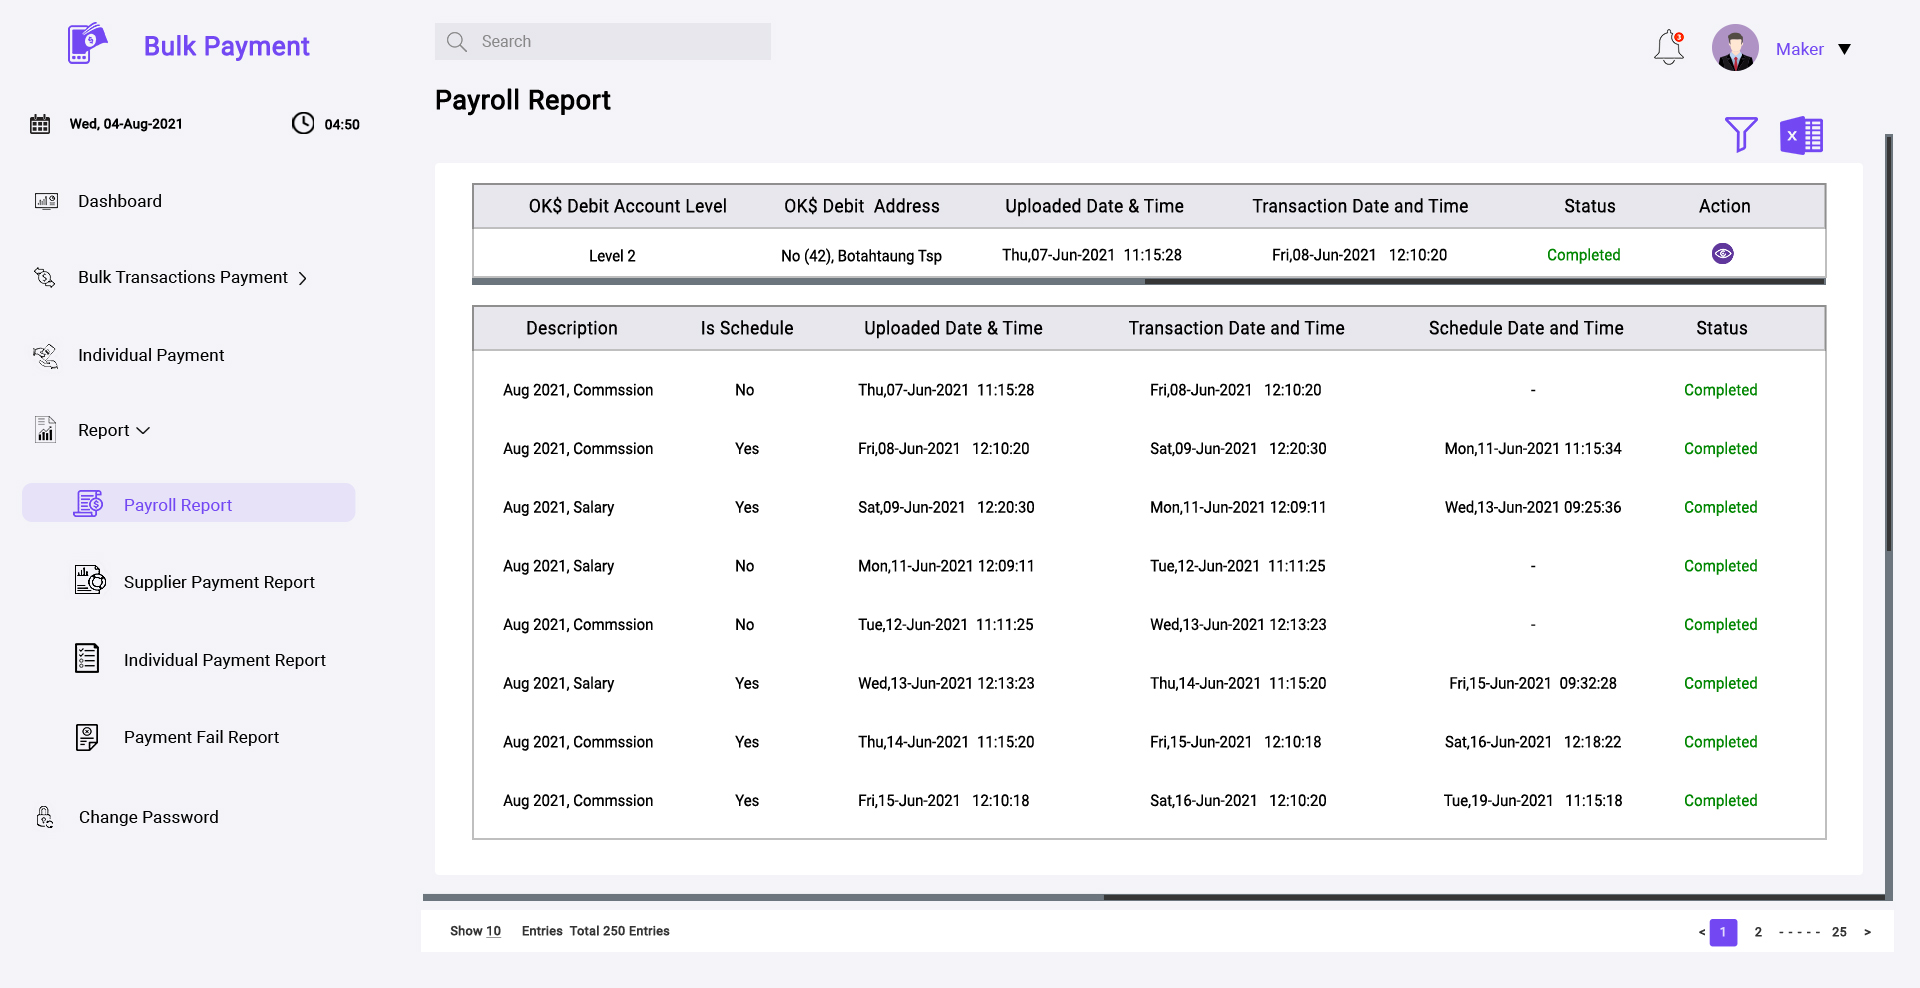 Bulk Payment
Search
3
Maker
Payroll Report
Wed, 04-Aug-2021 04:50
Dashboard
Bulk Transactions Payment
Individual Payment
Report
Payroll Report
Supplier Payment Report
Individual Payment Report
Payment Fail Report
Change Password
X
OK$ Debit Account Level OK$ Debit Address Uploaded Date & Time Transaction Date and Time Status Action
Level 2 No (42), Botahtaung Tsp Thu,07-Jun-2021 11:15:28 Fri,08-Jun-2021 12:10:20 Completed
Description Is Schedule Uploaded Date & Time Transaction Date and Time Schedule Date and Time Status
Aug 2021, Commssion No Thu,07-Jun-2021 11:15:28 Fri,08-Jun-2021 12:10:20 - Completed
Aug 2021, Commssion Yes Fri,08-Jun-2021 12:10:20 Sat,09-Jun-2021 12:20:30 Mon,11-Jun-2021 11:15:34 Completed
Aug 2021, Salary Yes Sat,09-Jun-2021 12:20:30 Mon,11-Jun-2021 12:09:11 Wed,13-Jun-2021 09:25:36 Completed
Aug 2021, Salary No Mon,11-Jun-2021 12:09:11 Tue,12-Jun-2021 11:11:25 - Completed
Aug 2021, Commssion No Tue,12-Jun-2021 11:11:25 Wed,13-Jun-2021 12:13:23 - Completed
Aug 2021, Salary Yes Wed,13-Jun-2021 12:13:23 Thu,14-Jun-2021 11:15:20 Fri,15-Jun-2021 09:32:28 Completed
Aug 2021, Commssion Yes Thu,14-Jun-2021 11:15:20 Fri,15-Jun-2021 12:10:18 Sat,16-Jun-2021 12:18:22 Completed
Aug 2021, Commssion Yes Fri,15-Jun-2021 12:10:18 Sat,16-Jun-2021 12:10:20 Tue,19-Jun-2021 11:15:18 Completed
Show 10 Entries Total 250 Entries
< 1 2 - - - - - 25 >